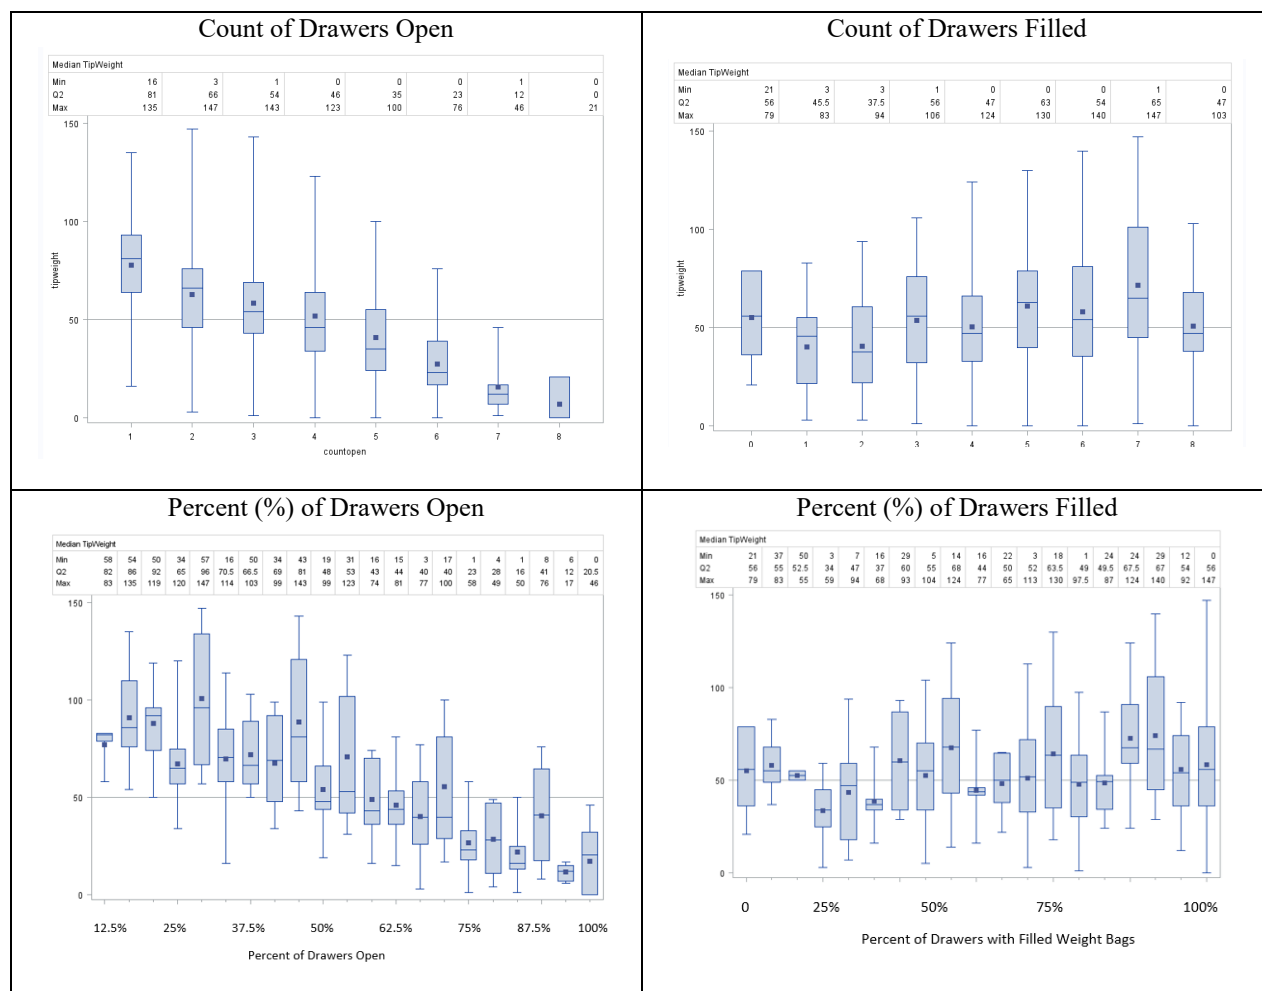 Count of Drawers Open
Median TipWeight
Min 16 3 1 0 0 0 1 0
Q2 81 66 54 46 35 23 12 0
Max 135 147 143 123 100 76 46 21
150
100
50
0
tipweight
1 2 3 4 5 6 7 8
countopen
Count of Drawers Filled
Median TipWeight
Min 21 3 3 1 0 0 0 1 0
Q2 56 45.5 37.5 56 47 63 54 65 47
Max 79 83 94 106 124 130 140 147 103
150
100
50
0
tipweight
0 1 2 3 4 5 6 7 8
Percent (%) of Drawers Open
Median TipWeight
Min 58 54 50 34 57 16 50 34 43 19 31 16 15 3 17 1 4 1 8 6 0
Q2 82 86 92 65 96 70.5 66.5 69 81 48 53 43 44 40 40 23 28 16 41 12 20.5
Max 83 135 119 120 147 114 103 99 143 99 123 74 81 77 100 58 49 50 76 17 46
150
100
50
0
12.5% 25% 37.5% 50% 62.5% 75% 87.5% 100%
Percent of Drawers Open
Percent (%) of Drawers Filled
Median TipWeight
Min 21 37 50 3 7 16 29 5 14 16 22 3 18 1 24 24 29 12 0
Q2 56 55 52.5 34 47 37 60 55 68 44 50 52 63.5 49 49.5 67.5 67 54 56
Max 79 83 55 59 94 68 93 104 124 77 65 113 130 97.5 87 124 140 92 147
150
100
50
0
0 25% 50% 75% 100%
Percent of Drawers with Filled Weight Bags